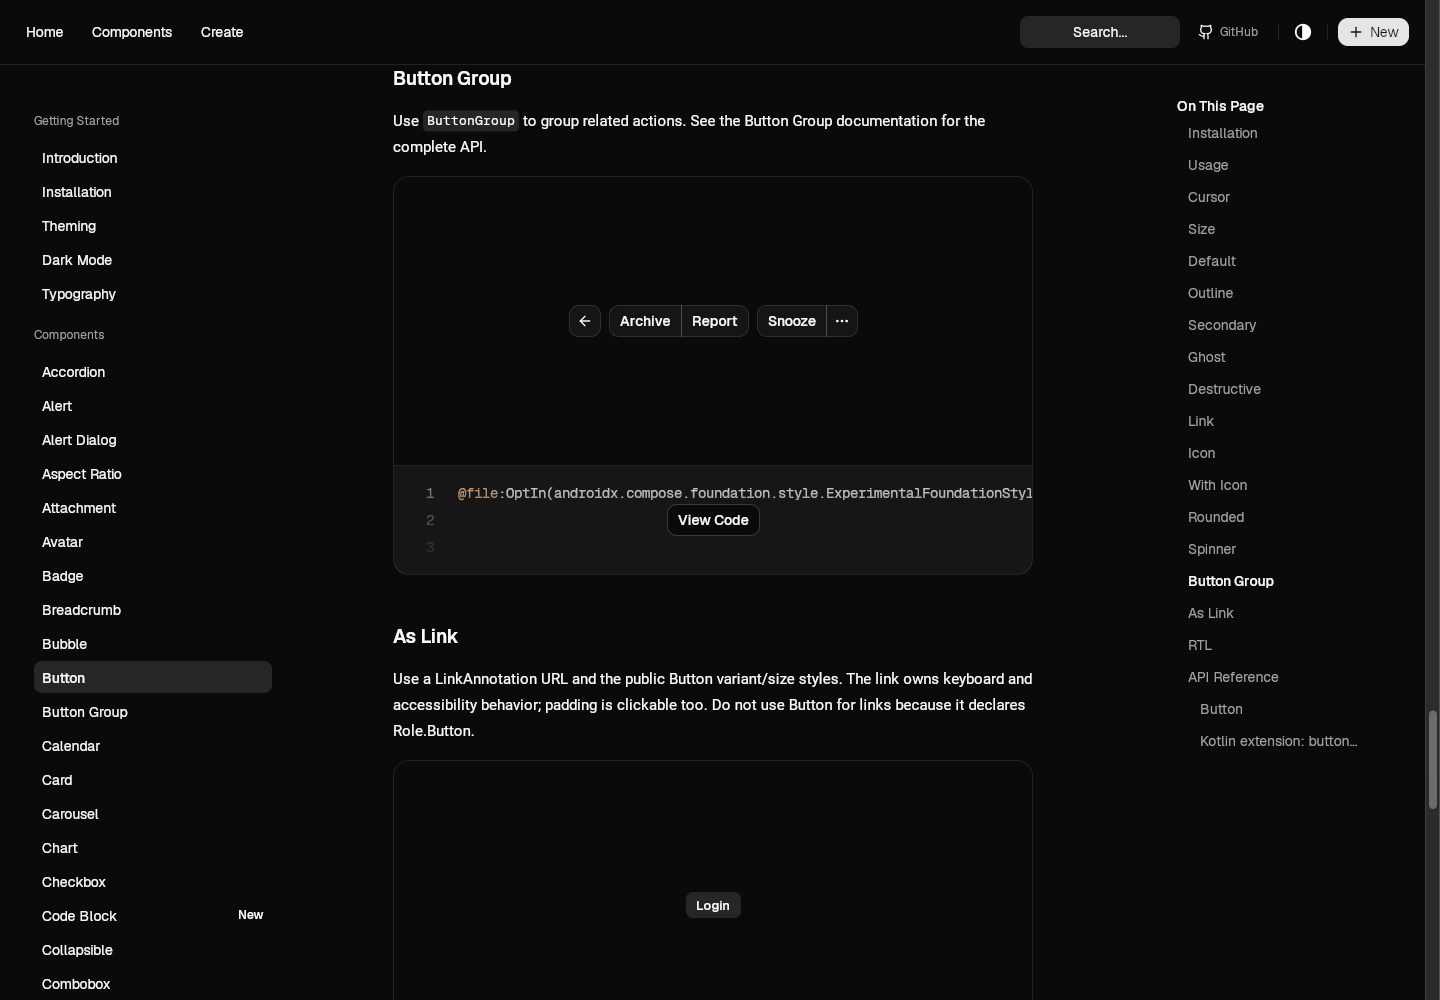 Home
Components
Create
Search...
GitHub
New
Getting Started
Introduction
Installation
Theming
Dark Mode
Typography
Components
Accordion
Alert
Alert Dialog
Aspect Ratio
Attachment
Avatar
Badge
Breadcrumb
Bubble
Button
Button Group
Calendar
Card
Carousel
Chart
Checkbox
Code Block New
Collapsible
Combobox
Button Group
Use ButtonGroup to group related actions. See the Button Group documentation for the
complete API.
Archive Report Snooze
1 @file:OptIn(androidx.compose.foundation.style.ExperimentalFoundationStyl
2
View Code
3
As Link
Use a LinkAnnotation URL and the public Button variant/size styles. The link owns keyboard and
accessibility behavior; padding is clickable too. Do not use Button for links because it declares
Role.Button.
Login
On This Page
Installation
Usage
Cursor
Size
Default
Outline
Secondary
Ghost
Destructive
Link
Icon
With Icon
Rounded
Spinner
Button Group
As Link
RTL
API Reference
Button
Kotlin extension: button...